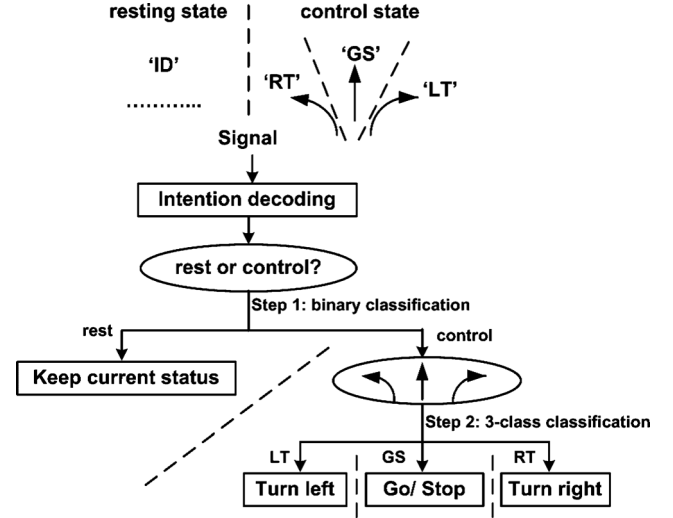 resting state
control state
‘ID’
............
‘GS’
‘RT’
‘LT’
Signal
Intention decoding
rest or control?
Step 1: binary classification
rest
control
Keep current status
Step 2: 3-class classification
LT
GS
RT
Turn left
Go/ Stop
Turn right